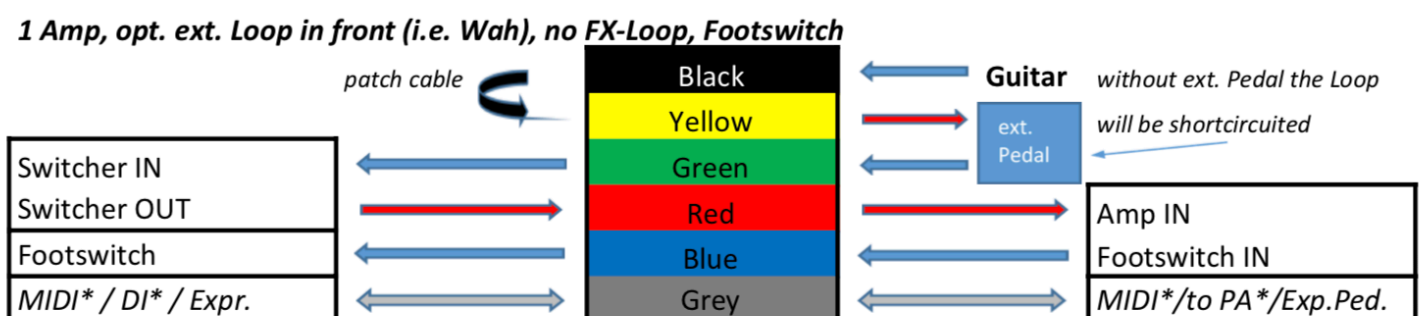 1 Amp, opt. ext. Loop in front (i.e. Wah), no FX-Loop, Footswitch
patch cable Black Guitar without ext. Pedal the Loop
Yellow ext. will be shortcircuited
Switcher IN Green Pedal
Switcher OUT Red Amp IN
Footswitch Blue Footswitch IN
MIDI* / DI* / Expr. Grey MIDI*/to PA*/Exp.Ped.